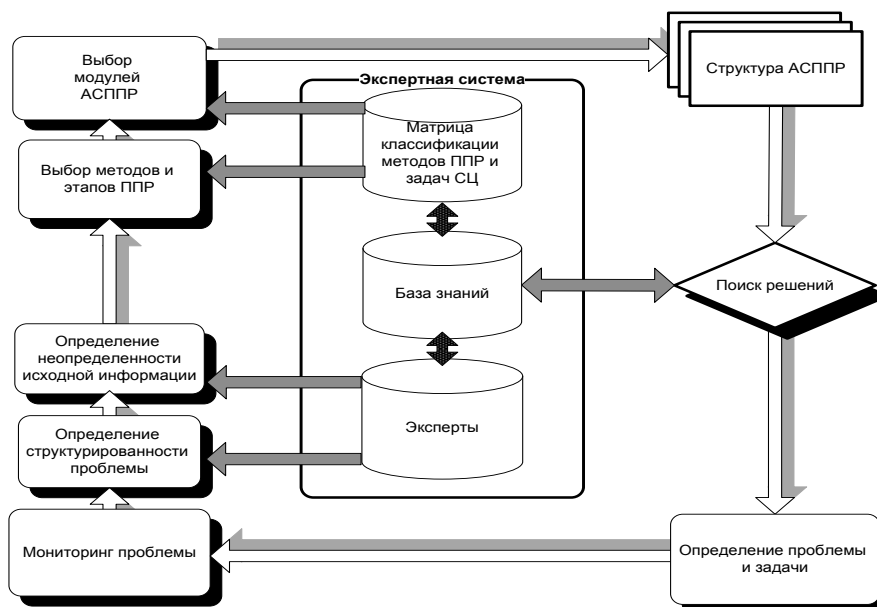 Выбор
модулей
АСППР
Структура АСППР
Экспертная система
Матрица
классификации
методов ППР и
задач СЦ
Выбор методов и
этапов ППР
База знаний
Поиск решений
Определение
неопределенности
исходной информации
Эксперты
Определение
структурированности
проблемы
Мониторинг проблемы
Определение проблемы
и задачи